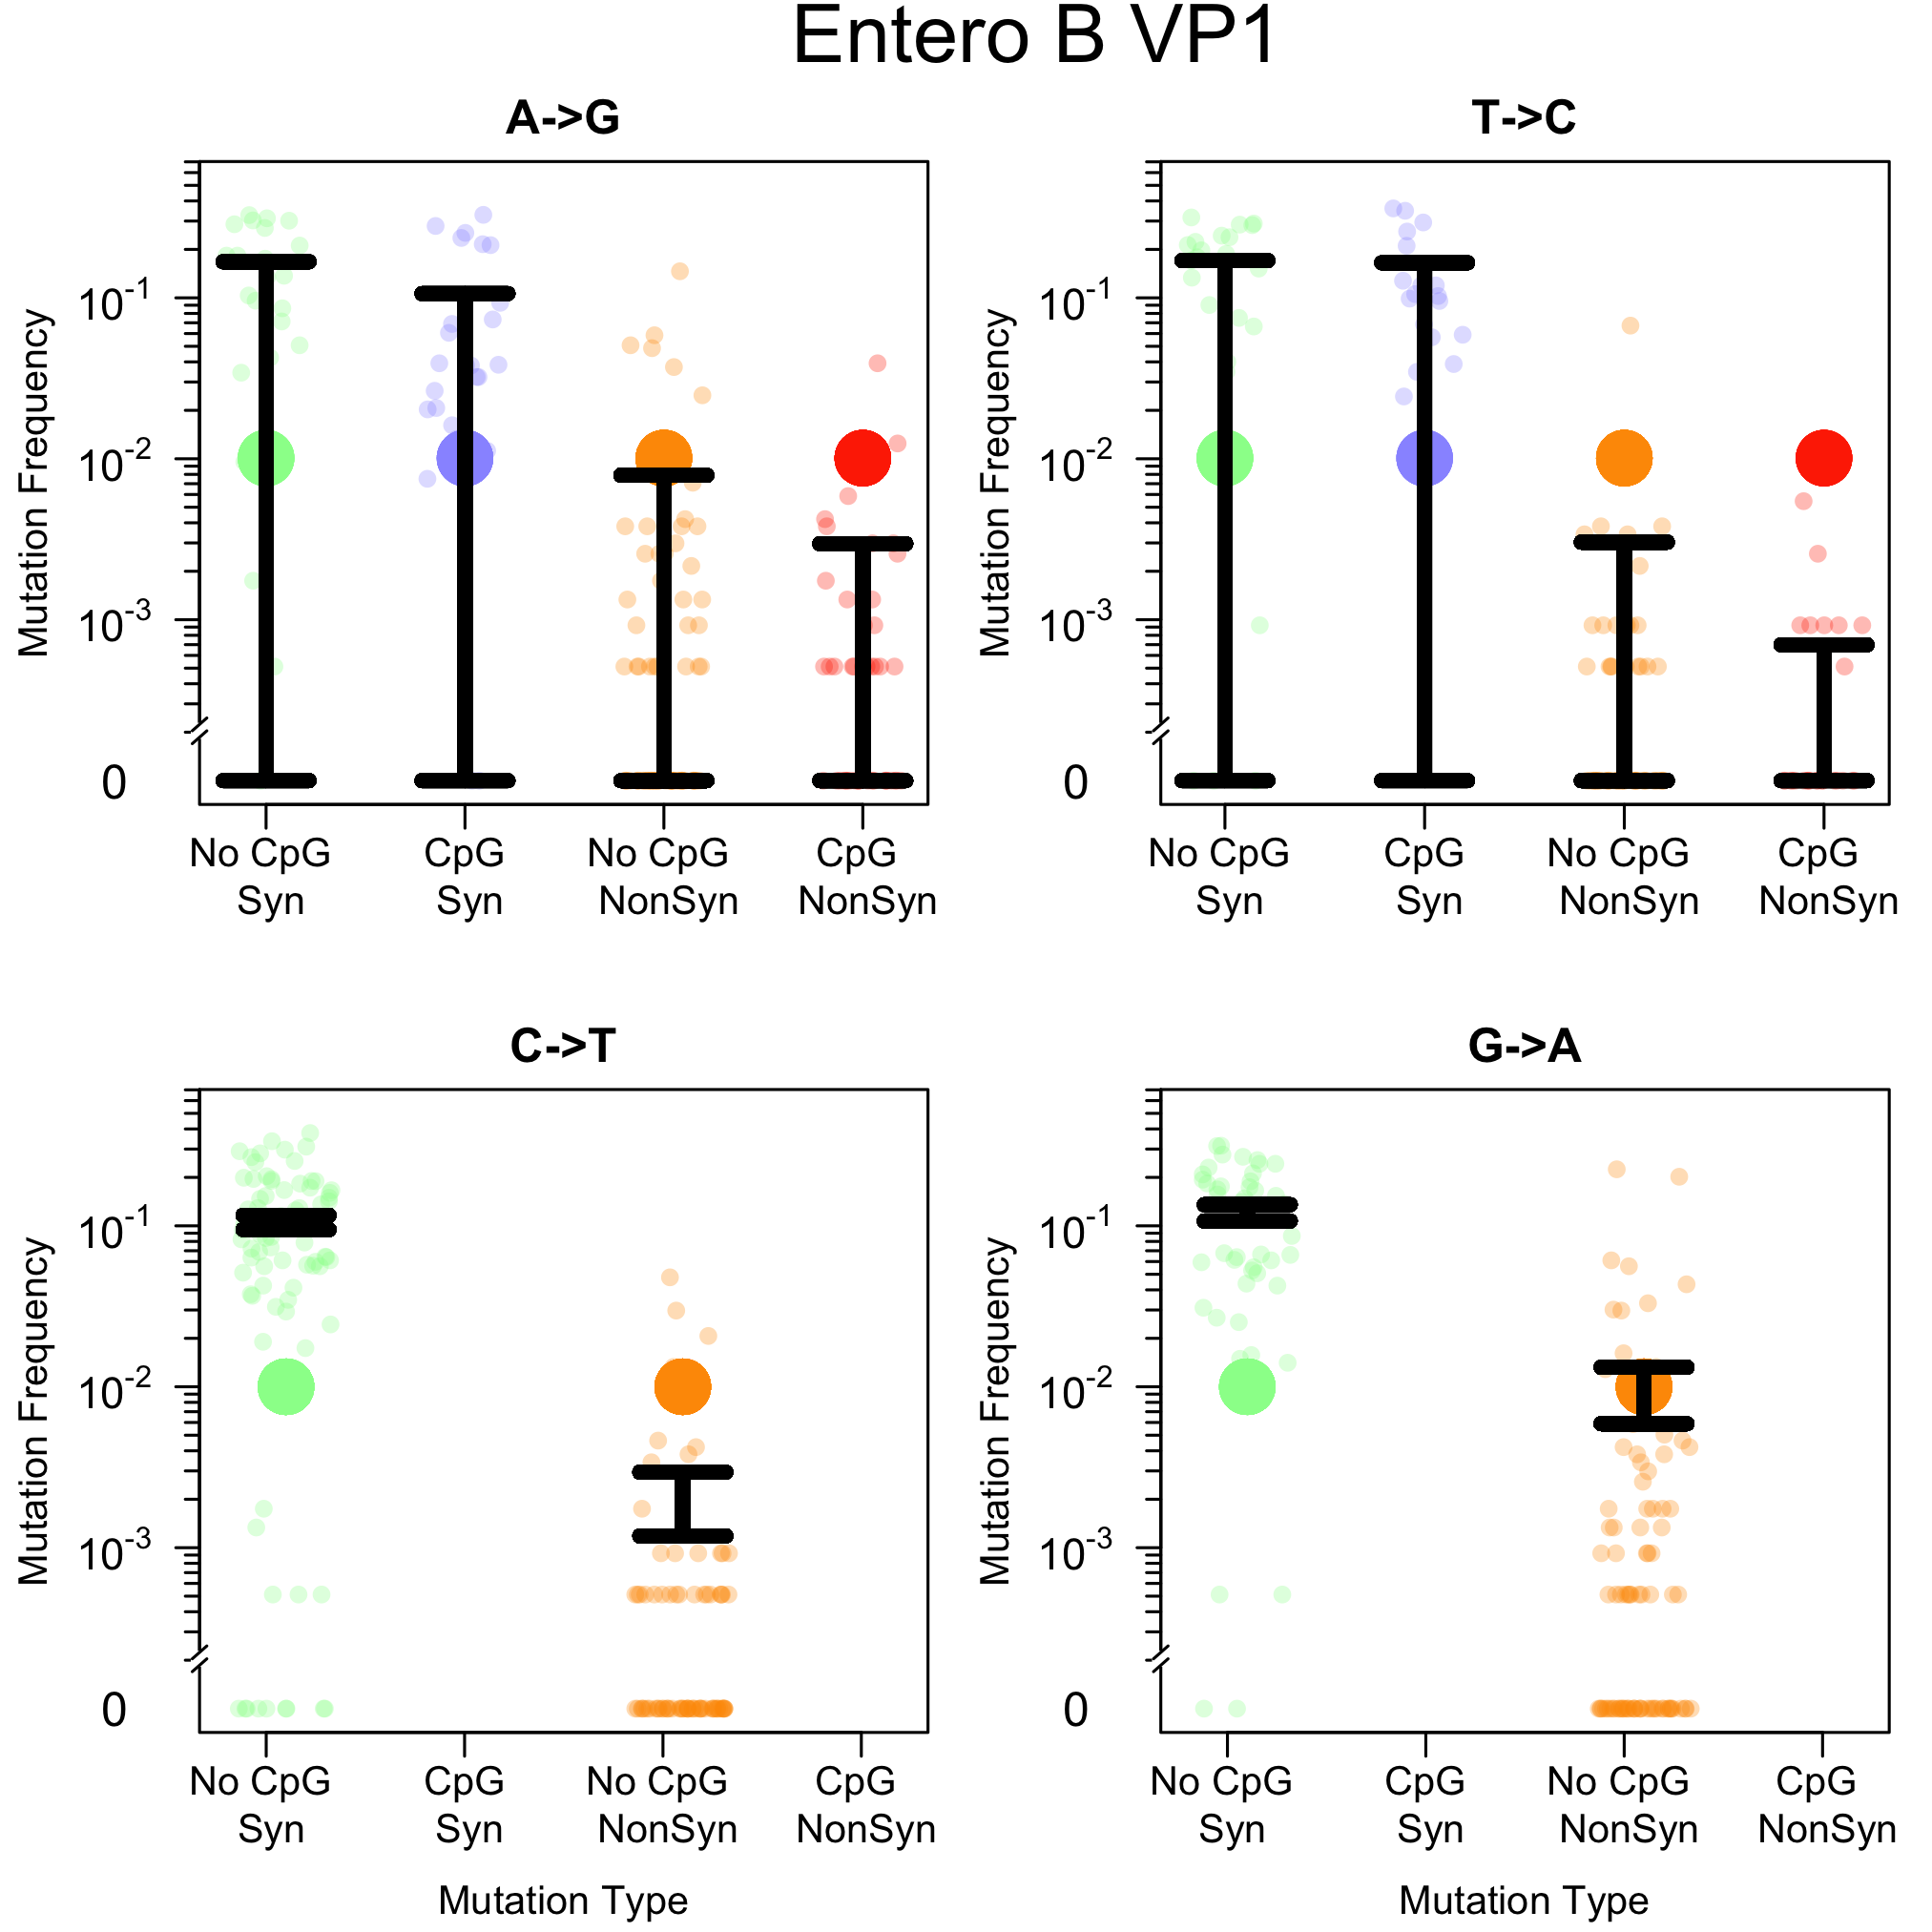 Entero B VP1
A->G
T->C
Mutation Frequency
10-1
10-2
10-3
0
No CpG Syn
CpG Syn
No CpG NonSyn
CpG NonSyn
Mutation Frequency
10-1
10-2
10-3
0
No CpG Syn
CpG Syn
No CpG NonSyn
CpG NonSyn
C->T
G->A
Mutation Frequency
10-1
10-2
10-3
0
No CpG Syn
CpG Syn
No CpG NonSyn
CpG NonSyn
Mutation Type
Mutation Frequency
10-1
10-2
10-3
0
No CpG Syn
CpG Syn
No CpG NonSyn
CpG NonSyn
Mutation Type